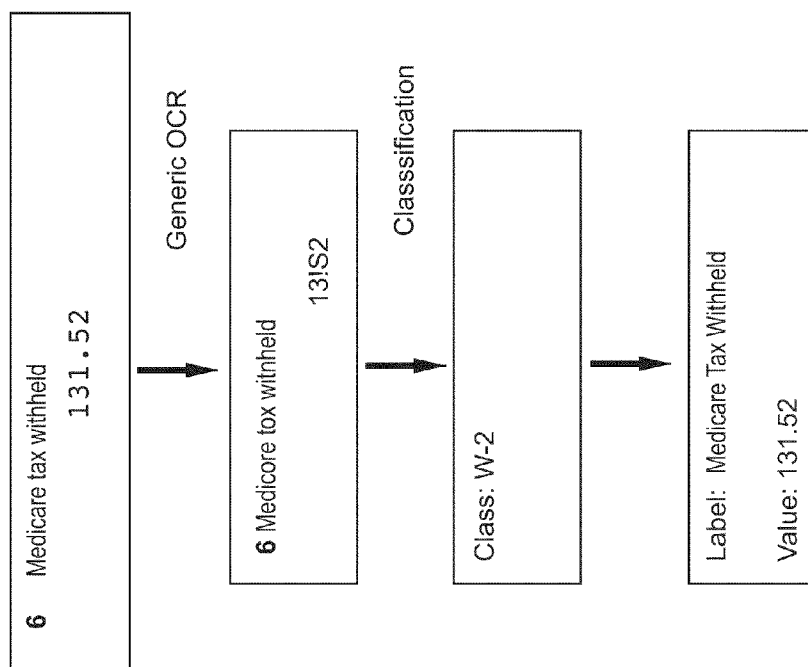 6 Medicare tax withheld
131.52
Generic OCR
6 Medicore tox witnheld
13!S2
Classsification
Class: W-2
Label: Medicare Tax Withheld
Value: 131.52